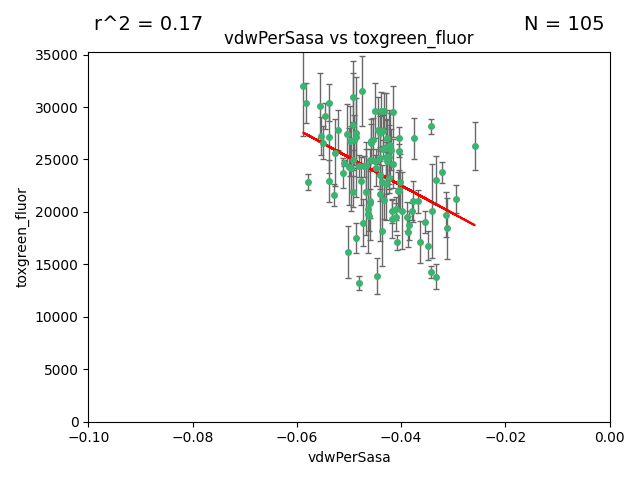 r^2 = 0.17
N = 105
vdwPerSasa vs toxgreen_fluor
35000
30000
25000
20000
15000
10000
5000
0
toxgreen_fluor
−0.10
−0.08
−0.06
−0.04
−0.02
0.00
vdwPerSasa